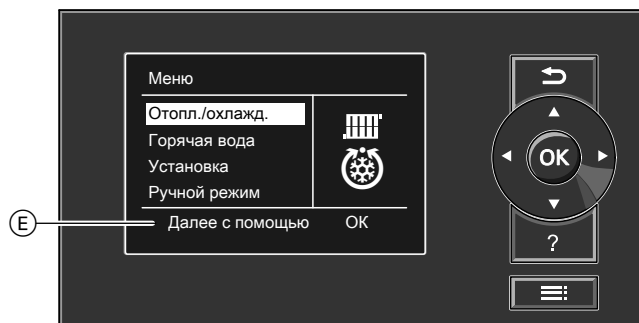 Меню
Отопл./охлажд.
Горячая вода
Установка
Ручной режим
E Далее с помощью OK
OK
?